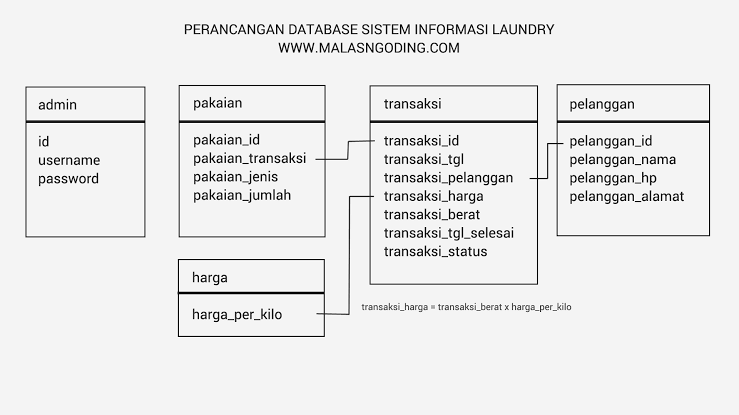 PERANCANGAN DATABASE SISTEM INFORMASI LAUNDRY
WWW.MALASNGODING.COM
admin
id
username
password
pakaian
pakaian_id
pakaian_transaksi
pakaian_jenis
pakaian_jumlah
transaksi
transaksi_id
transaksi_tgl
transaksi_pelanggan
transaksi_harga
transaksi_berat
transaksi_tgl_selesai
transaksi_status
pelanggan
pelanggan_id
pelanggan_nama
pelanggan_hp
pelanggan_alamat
harga
harga_per_kilo
transaksi_harga = transaksi_berat x harga_per_kilo